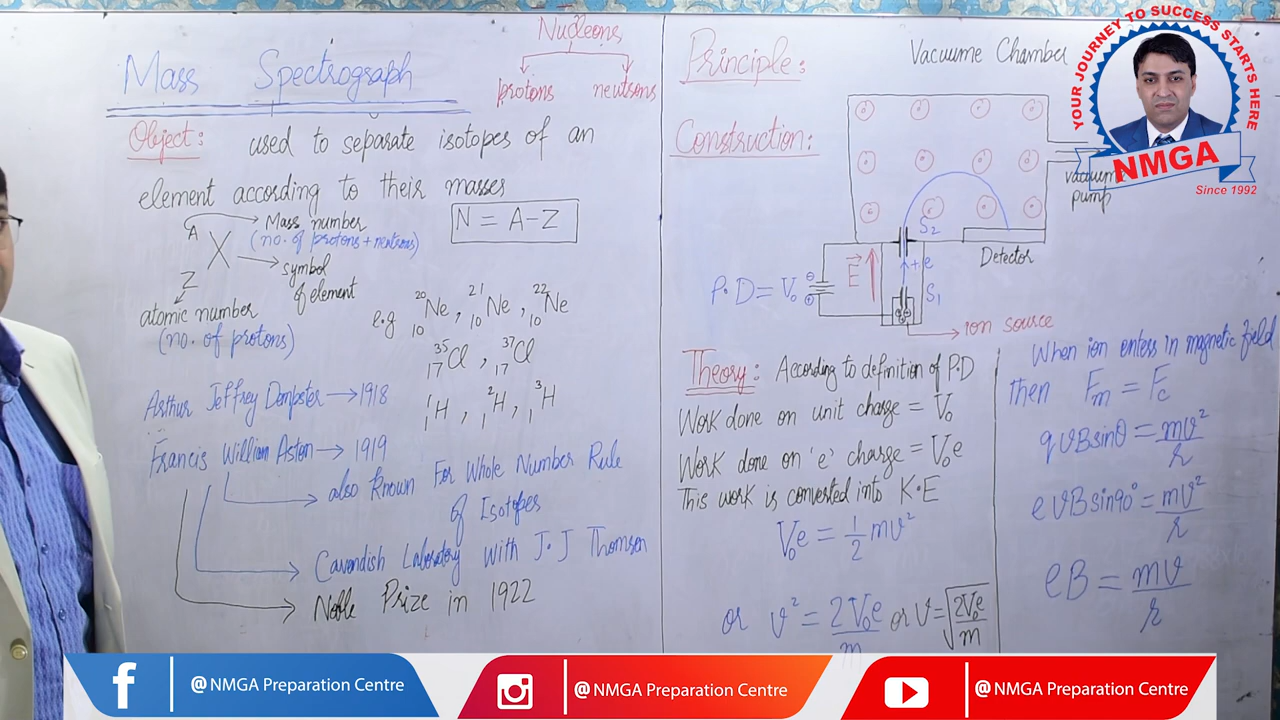 Nucleons
protons neutrons
Mass Spectrograph
Object: used to separate isotopes of an
element according to their masses
N = A-Z
A → Mass number
(no. of protons + neutrons)
X → symbol
of element
Z
atomic number
(no. of protons)
e.g ²⁰₁₀Ne, ²¹₁₀Ne, ²²₁₀Ne
³⁵₁₇Cl, ³⁷₁₇Cl
¹₁H, ²₁H, ³₁H
Arthur Jeffrey Dempster → 1918
Francis William Aston → 1919
also known For Whole Number Rule
of Isotopes
Cavendish Laboratory with J.J Thomson
Noble Prize in 1922
Principle:
Vacuume Chamber
Construction:
vacuume
pump
S₂
Detector
P.D = V₀
E
+e
S₁
ion source
Theory: According to definition of P.D
Work done on unit charge = V₀
Work done on 'e' charge = V₀e
This work is converted into K.E
V₀e = 1/2 mv²
or v² = 2V₀e/m or v = √(2V₀e/m)
When ion enters in magnetic field
then Fm = Fc
qvBsinθ = mv²/r
evBsin90° = mv²/r
eB = mv/r
YOUR JOURNEY TO SUCCESS STARTS HERE
NMGA
Since 1992
f @NMGA Preparation Centre
@NMGA Preparation Centre
@NMGA Preparation Centre